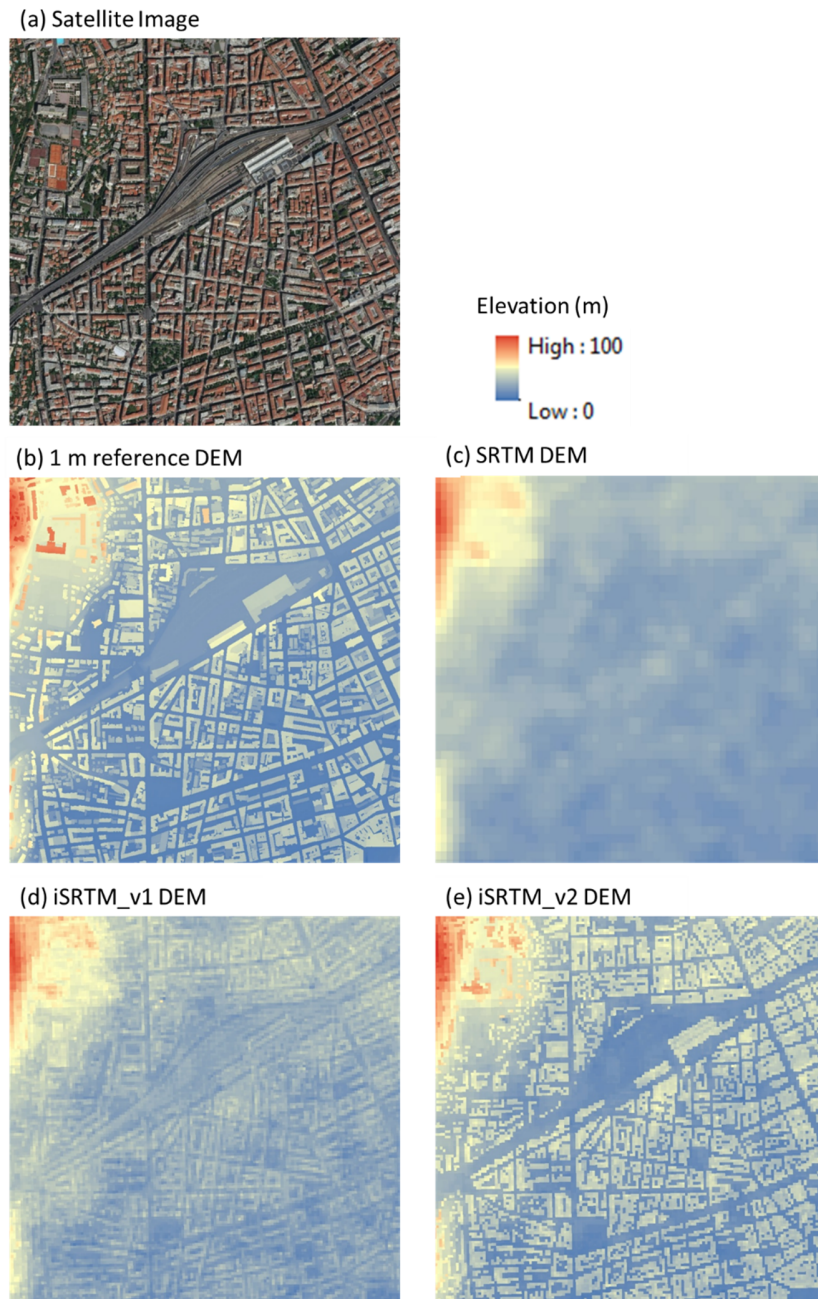 (a) Satellite Image
Elevation (m)
High : 100
Low : 0
(b) 1 m reference DEM
(c) SRTM DEM
(d) iSRTM_v1 DEM
(e) iSRTM_v2 DEM